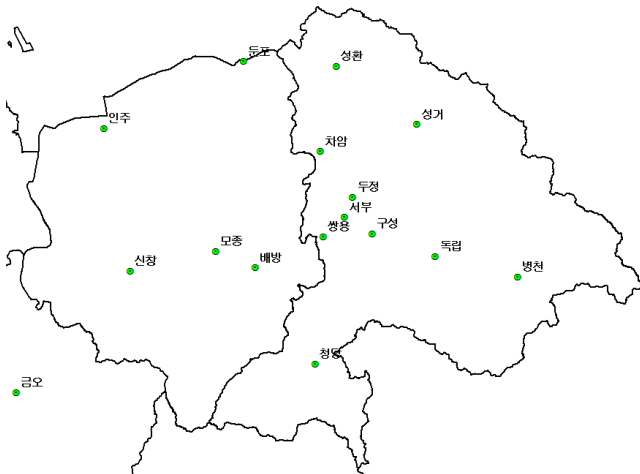 둔포
성환
인주
성거
차암
두정
서부
쌍용
구성
모종
독립
배방
신창
병천
청당
금오